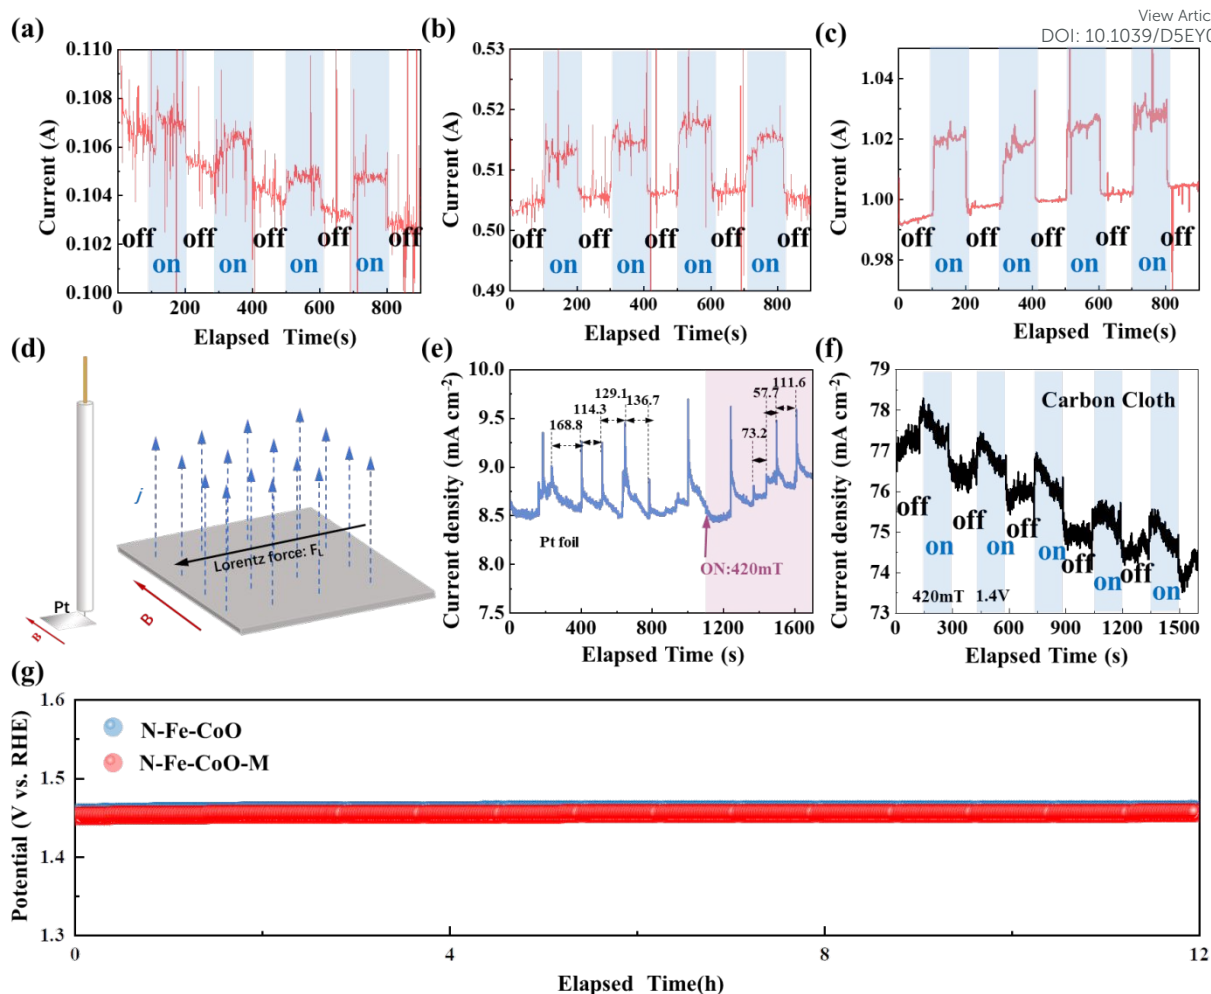 View Artic
DOI: 10.1039/D5EY0
(a)
0.110
0.108
0.106
0.104
0.102
0.100
Current (A)
off off off off off
on on on on
0 200 400 600 800
Elapsed Time(s)
(b)
0.53
0.52
0.51
0.50
0.49
Current (A)
off off off off off
on on on on
0 200 400 600 800
Elapsed Time(s)
(c)
1.04
1.02
1.00
0.98
Current (A)
off off off off off
on on on on
0 200 400 600 800
Elapsed Time(s)
(d)
j
Lorentz force: FL
Pt
B
B
(e)
10.0
9.5
9.0
8.5
8.0
7.5
Current density (mA cm-2)
168.8
114.3
129.1
136.7
73.2
57.7
111.6
Pt foil
ON:420mT
0 400 800 1200 1600
Elapsed Time (s)
(f)
79
78
77
76
75
74
73
Current density (mA cm-2)
Carbon Cloth
off off off off off
on on on on on
420mT 1.4V
0 300 600 900 1200 1500
Elapsed Time (s)
(g)
1.6
1.5
1.4
1.3
Potential (V vs. RHE)
N-Fe-CoO
N-Fe-CoO-M
0 4 8 12
Elapsed Time(h)